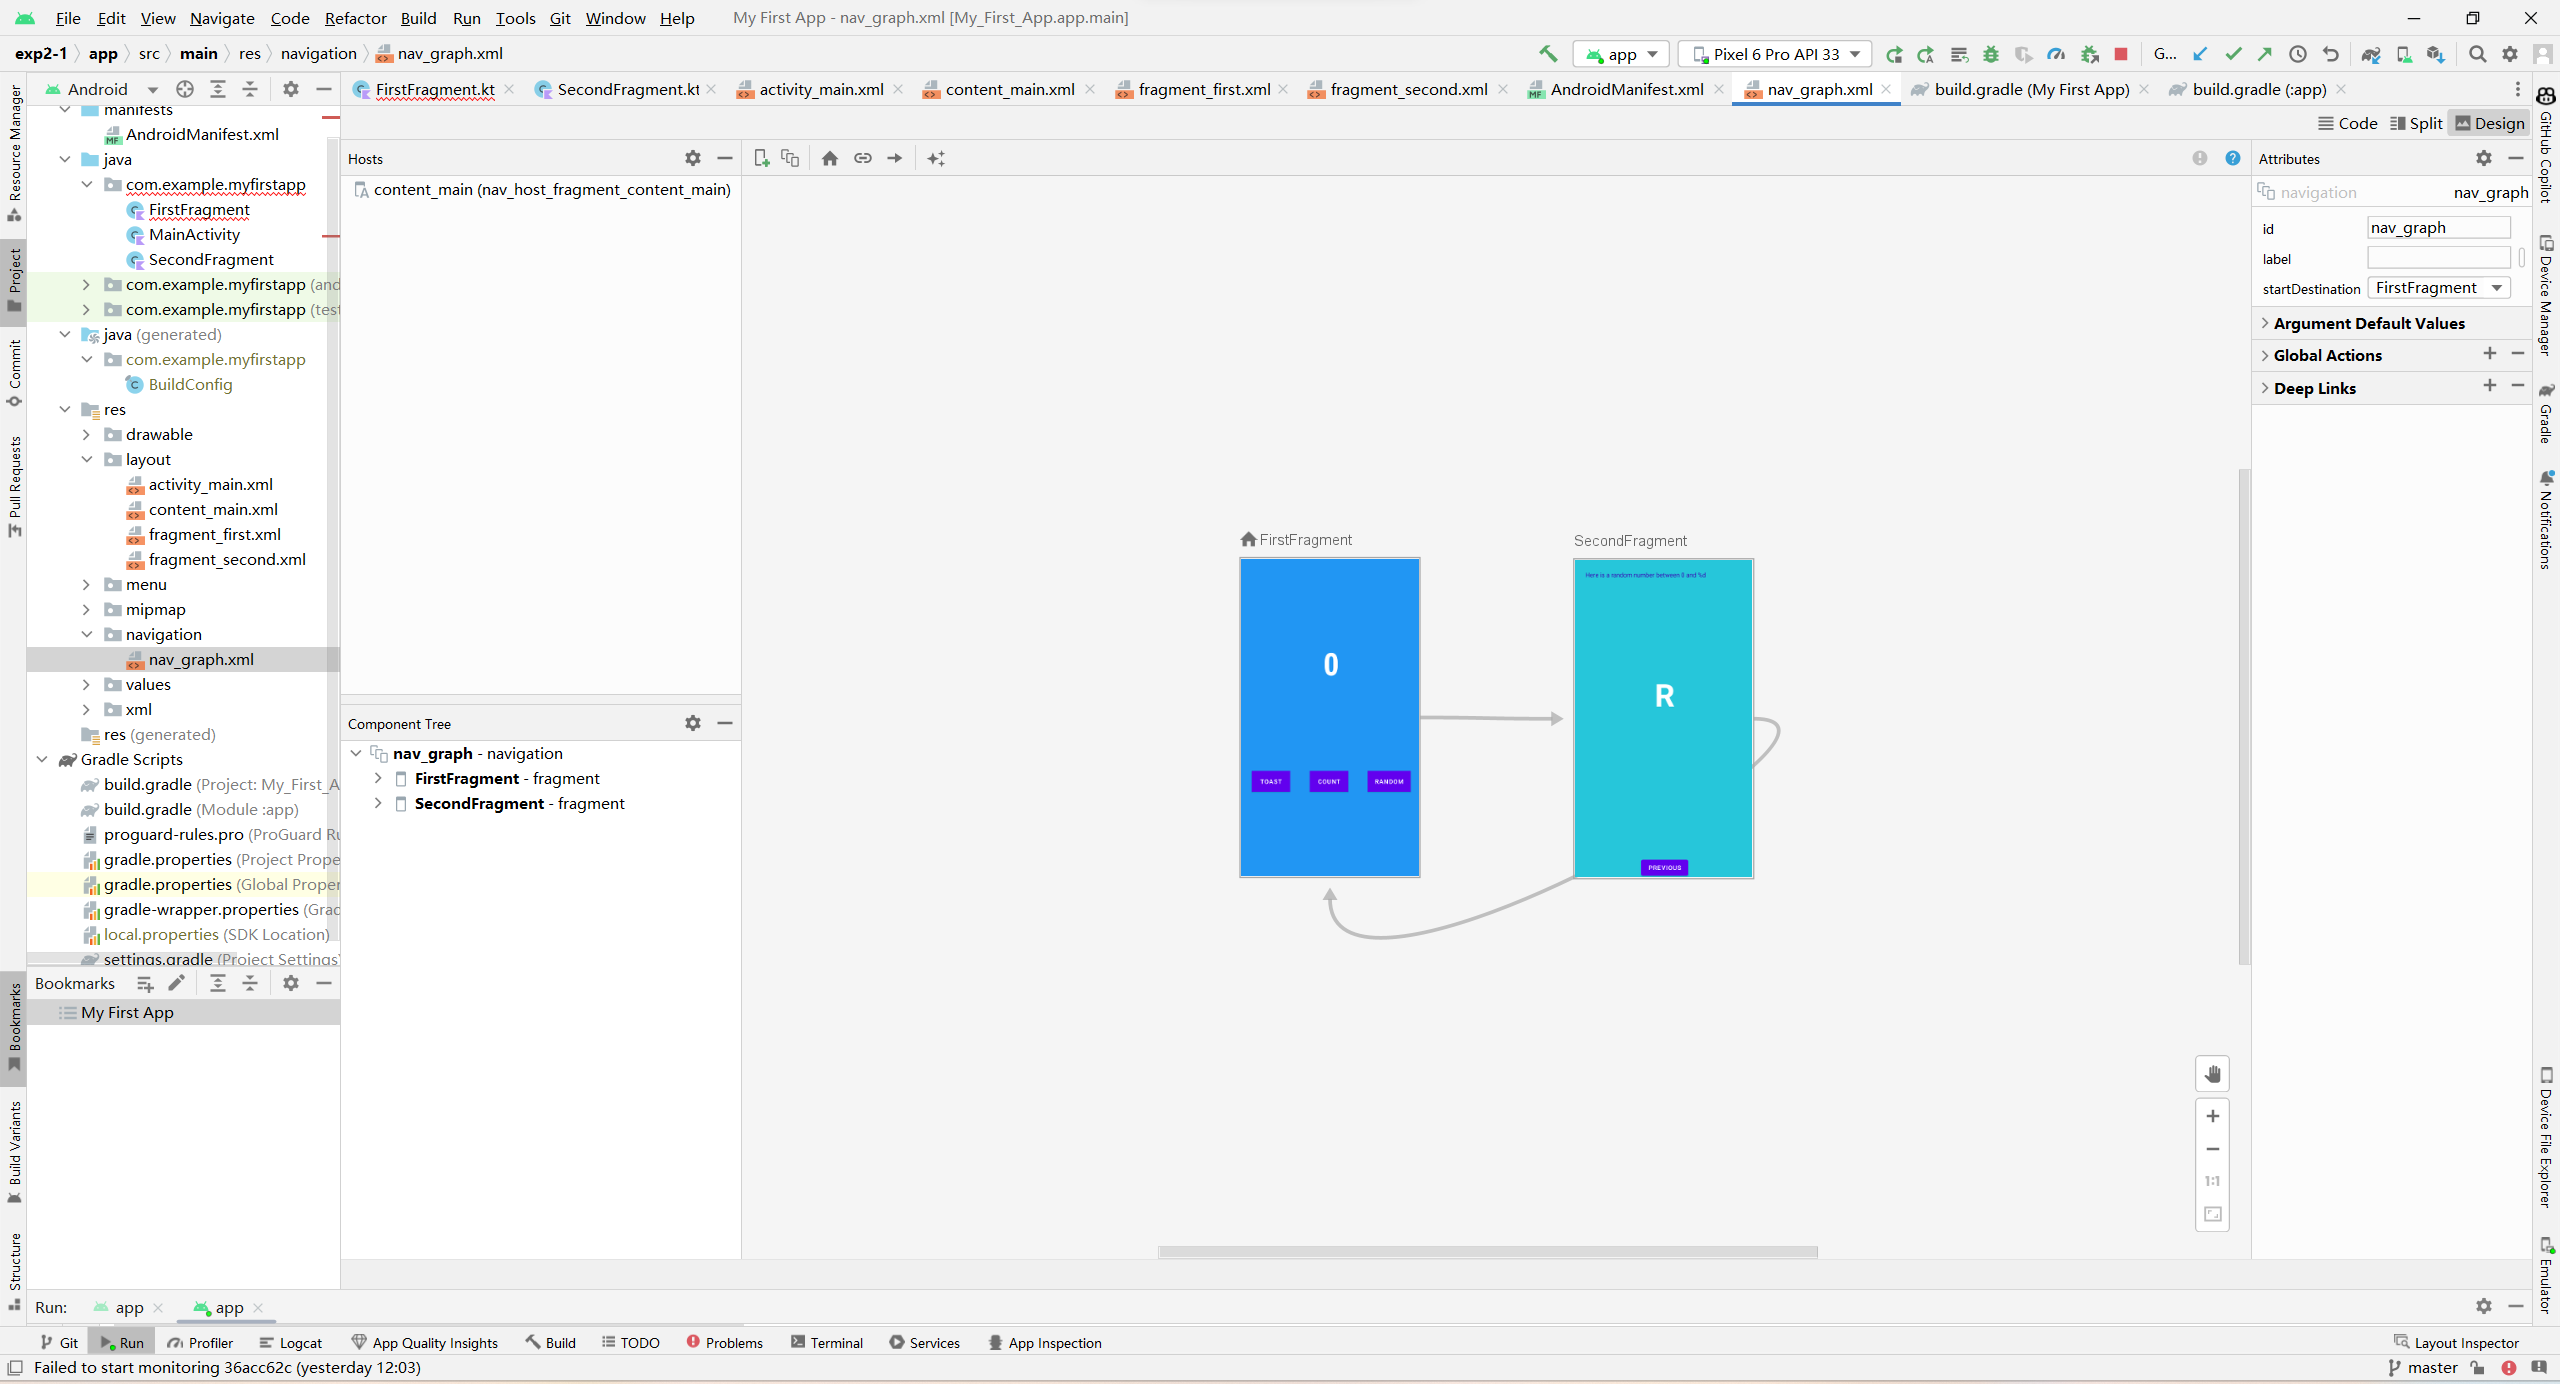 File Edit View Navigate Code Refactor Build Run Tools Git Window Help My First App - nav_graph.xml [My_First_App.app.main]
exp2-1 app src main res navigation nav_graph.xml app Pixel 6 Pro API 33 G...
Android FirstFragment.kt SecondFragment.kt activity_main.xml content_main.xml fragment_first.xml fragment_second.xml AndroidManifest.xml nav_graph.xml build.gradle (My First App) build.gradle (:app)
Code Split Design
Resource Manager
Project
Commit
Pull Requests
Bookmarks
Build Variants
Structure
manifests
AndroidManifest.xml
java
com.example.myfirstapp
FirstFragment
MainActivity
SecondFragment
com.example.myfirstapp (and
com.example.myfirstapp (test
java (generated)
com.example.myfirstapp
BuildConfig
res
drawable
layout
activity_main.xml
content_main.xml
fragment_first.xml
fragment_second.xml
menu
mipmap
navigation
nav_graph.xml
values
xml
res (generated)
Gradle Scripts
build.gradle (Project: My_First_A
build.gradle (Module :app)
proguard-rules.pro (ProGuard Ru
gradle.properties (Project Prope
gradle.properties (Global Proper
gradle-wrapper.properties (Grad
local.properties (SDK Location)
settings.gradle (Project Settings)
Bookmarks
My First App
Hosts
content_main (nav_host_fragment_content_main)
Component Tree
nav_graph - navigation
FirstFragment - fragment
SecondFragment - fragment
FirstFragment
0
TOAST COUNT RANDOM
SecondFragment
Here is a random number between 0 and %d
R
PREVIOUS
1:1
Attributes
navigation nav_graph
id nav_graph
label
startDestination FirstFragment
Argument Default Values
Global Actions
Deep Links
GitHub Copilot
Device Manager
Gradle
Notifications
Device File Explorer
Emulator
Run: app app
Git Run Profiler Logcat App Quality Insights Build TODO Problems Terminal Services App Inspection Layout Inspector
Failed to start monitoring 36acc62c (yesterday 12:03) master